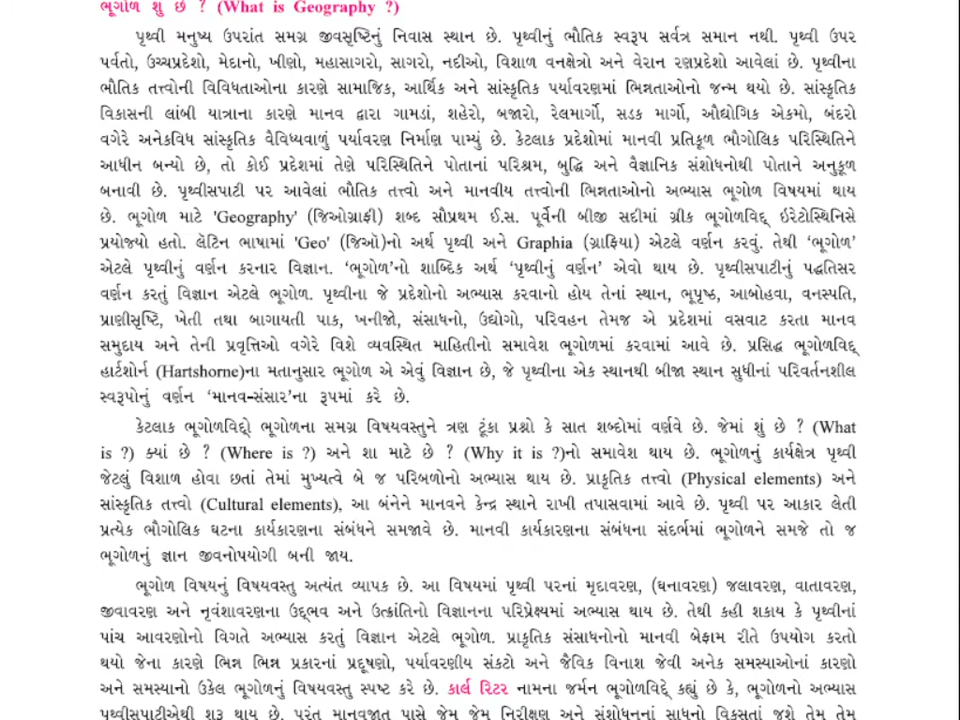 ભૂગોળ શું છે ? (What is Geography ?)
પૃથ્વી મનુષ્ય ઉપરાંત સમગ્ર જીવસૃષ્ટિનું નિવાસ સ્થાન છે. પૃથ્વીનું ભૌતિક સ્વરૂપ સર્વત્ર સમાન નથી. પૃથ્વી ઉપર
પર્વતો, ઉચ્ચપ્રદેશો, મેદાનો, ખીણો, મહાસાગરો, સાગરો, નદીઓ, વિશાળ વનક્ષેત્રો અને વેરાન રણપ્રદેશો આવેલાં છે. પૃથ્વીના
ભૌતિક તત્ત્વોની વિવિધતાઓના કારણે સામાજિક, આર્થિક અને સાંસ્કૃતિક પર્યાવરણમાં ભિન્નતાઓનો જન્મ થયો છે. સાંસ્કૃતિક
વિકાસની લાંબી યાત્રાના કારણે માનવ દ્વારા ગામડાં, શહેરો, બજારો, રેલમાર્ગો, સડક માર્ગો, ઔદ્યોગિક એકમો, બંદરો
વગેરે અનેકવિધ સાંસ્કૃતિક વૈવિધ્યવાળું પર્યાવરણ નિર્માણ પામ્યું છે. કેટલાક પ્રદેશોમાં માનવી પ્રતિકૂળ ભૌગોલિક પરિસ્થિતિને
આધીન બન્યો છે, તો કોઈ પ્રદેશમાં તેણે પરિસ્થિતિને પોતાનાં પરિશ્રમ, બુદ્ધિ અને વૈજ્ઞાનિક સંશોધનોથી પોતાને અનુકૂળ
બનાવી છે. પૃથ્વીસપાટી પર આવેલાં ભૌતિક તત્ત્વો અને માનવીય તત્ત્વોની ભિન્નતાઓનો અભ્યાસ ભૂગોળ વિષયમાં થાય
છે. ભૂગોળ માટે 'Geography' (જિઓગ્રાફી) શબ્દ સૌપ્રથમ ઈ.સ. પૂર્વેની બીજી સદીમાં ગ્રીક ભૂગોળવિદ્ ઇરેટોસ્થિનિસે
પ્રયોજ્યો હતો. લૅટિન ભાષામાં 'Geo' (જિઑ)નો અર્થ પૃથ્વી અને Graphia (ગ્રાફિયા) એટલે વર્ણન કરવું. તેથી ‘ભૂગોળ’
એટલે પૃથ્વીનું વર્ણન કરનાર વિજ્ઞાન. ‘ભૂગોળ’નો શાબ્દિક અર્થ ‘પૃથ્વીનું વર્ણન’ એવો થાય છે. પૃથ્વીસપાટીનું પદ્ધતિસર
વર્ણન કરતું વિજ્ઞાન એટલે ભૂગોળ. પૃથ્વીના જે પ્રદેશોનો અભ્યાસ કરવાનો હોય તેનાં સ્થાન, ભૂપૃષ્ઠ, આબોહવા, વનસ્પતિ,
પ્રાણીસૃષ્ટિ, ખેતી તથા બાગાયતી પાક, ખનીજો, સંસાધનો, ઉદ્યોગો, પરિવહન તેમજ એ પ્રદેશમાં વસવાટ કરતા માનવ
સમુદાય અને તેની પ્રવૃત્તિઓ વગેરે વિશે વ્યવસ્થિત માહિતીનો સમાવેશ ભૂગોળમાં કરવામાં આવે છે. પ્રસિદ્ધ ભૂગોળવિદ્
હાર્ટશોર્ન (Hartshorne)ના મતાનુસાર ભૂગોળ એ એવું વિજ્ઞાન છે, જે પૃથ્વીના એક સ્થાનથી બીજા સ્થાન સુધીનાં પરિવર્તનશીલ
સ્વરૂપોનું વર્ણન ‘માનવ-સંસાર’ના રૂપમાં કરે છે.
કેટલાક ભૂગોળવિદ્દો ભૂગોળના સમગ્ર વિષયવસ્તુને ત્રણ ટૂંકા પ્રશ્નો કે સાત શબ્દોમાં વર્ણવે છે. જેમાં શું છે ? (What
is ?) ક્યાં છે ? (Where is ?) અને શા માટે છે ? (Why it is ?)નો સમાવેશ થાય છે. ભૂગોળનું કાર્યક્ષેત્ર પૃથ્વી
જેટલું વિશાળ હોવા છતાં તેમાં મુખ્યત્વે બે જ પરિબળોનો અભ્યાસ થાય છે. પ્રાકૃતિક તત્ત્વો (Physical elements) અને
સાંસ્કૃતિક તત્ત્વો (Cultural elements), આ બંનેને માનવને કેન્દ્ર સ્થાને રાખી તપાસવામાં આવે છે. પૃથ્વી પર આકાર લેતી
પ્રત્યેક ભૌગોલિક ઘટના કાર્યકારણના સંબંધને સમજાવે છે. માનવી કાર્યકારણના સંબંધના સંદર્ભમાં ભૂગોળને સમજે તો જ
ભૂગોળનું જ્ઞાન જીવનોપયોગી બની જાય.
ભૂગોળ વિષયનું વિષયવસ્તુ અત્યંત વ્યાપક છે. આ વિષયમાં પૃથ્વી પરનાં મૃદાવરણ, (ઘનાવરણ) જલાવરણ, વાતાવરણ,
જીવાવરણ અને નૃવંશાવરણના ઉદ્દભવ અને ઉત્ક્રાંતિનો વિજ્ઞાનના પરિપ્રેક્ષ્યમાં અભ્યાસ થાય છે. તેથી કહી શકાય કે પૃથ્વીનાં
પાંચ આવરણોનો વિગતે અભ્યાસ કરતું વિજ્ઞાન એટલે ભૂગોળ. પ્રાકૃતિક સંસાધનોનો માનવી બેફામ રીતે ઉપયોગ કરતો
થયો જેના કારણે ભિન્ન ભિન્ન પ્રકારનાં પ્રદૂષણો, પર્યાવરણીય સંકટો અને જૈવિક વિનાશ જેવી અનેક સમસ્યાઓનાં કારણો
અને સમસ્યાનો ઉકેલ ભૂગોળનું વિષયવસ્તુ સ્પષ્ટ કરે છે. કાર્લ રિટર નામના જર્મન ભૂગોળવિદ્દે કહ્યું છે કે, ભૂગોળનો અભ્યાસ
પૃથ્વીસપાટીએથી શરૂ થાય છે. પરંતુ માનવજાત પાસે જેમ જેમ નિરીક્ષણ અને સંશોધનનાં સાધનો વિકસતાં જશે તેમ તેમ